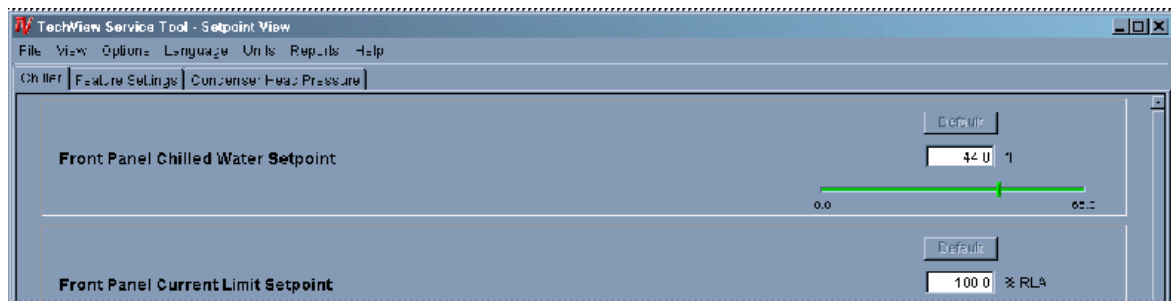 TechView Service Tool - Setpoint View
File View Options Language Units Reports Help
Chiller Feature Settings Condenser Head Pressure
Default
Front Panel Chilled Water Setpoint
44.0
0.0
Default
Front Panel Current Limit Setpoint
100.0 % RLA